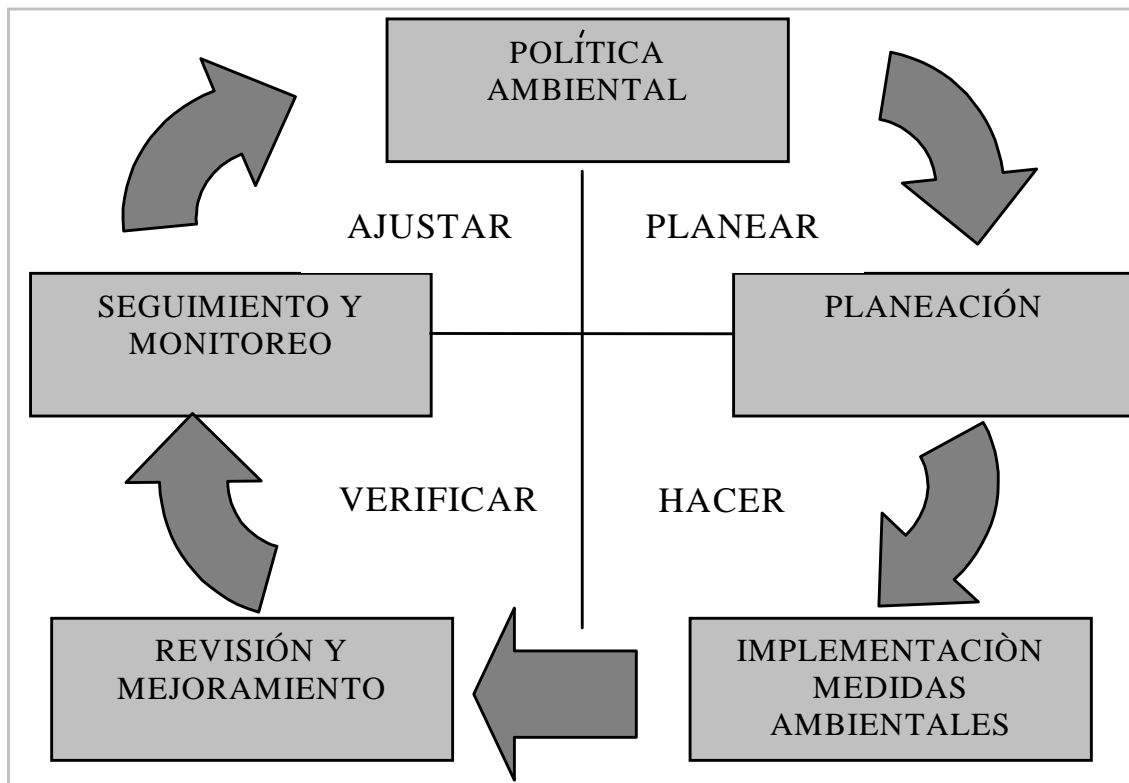 POLÍTICA
AMBIENTAL
AJUSTAR
PLANEAR
SEGUIMIENTO Y
MONITOREO
PLANEACIÓN
VERIFICAR
HACER
REVISIÓN Y
MEJORAMIENTO
IMPLEMENTACIÒN
MEDIDAS
AMBIENTALES